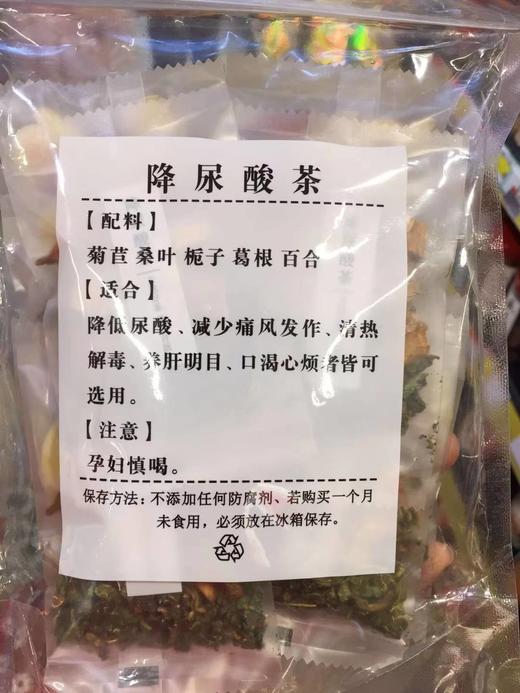 降尿酸茶
【配料】
菊苣 桑叶 栀子 葛根 百合
【适合】
降低尿酸、减少痛风发作、清热
解毒、养肝明目、口渴心烦者皆可
选用。
【注意】
孕妇慎喝。
保存方法：不添加任何防腐剂、若购买一个月
未食用，必须放在冰箱保存。